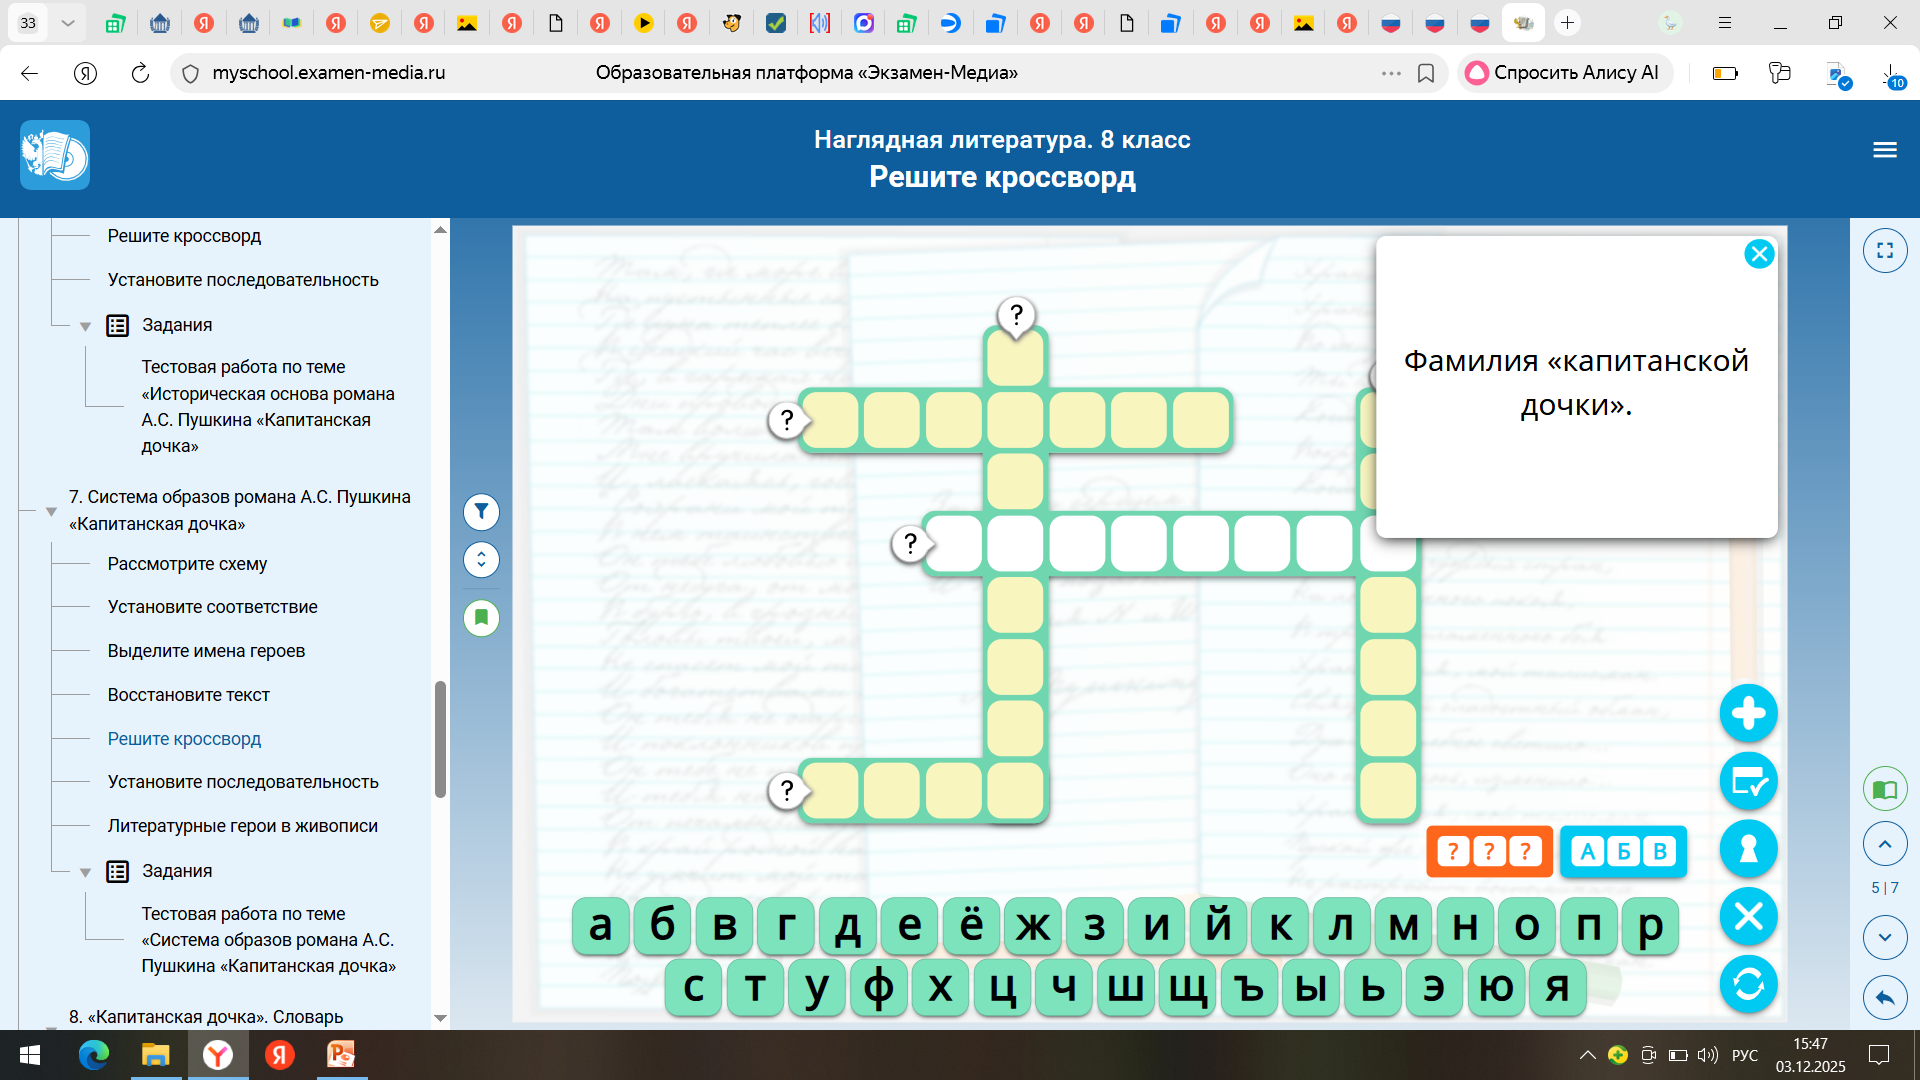 33
myschool.examen-media.ru
Образовательная платформа «Экзамен-Медиа»
Спросить Алису AI
10
Наглядная литература. 8 класс
Решите кроссворд
Решите кроссворд
Установите последовательность
Задания
Тестовая работа по теме
«Историческая основа романа
А.С. Пушкина «Капитанская
дочка»
7. Система образов романа А.С. Пушкина
«Капитанская дочка»
Рассмотрите схему
Установите соответствие
Выделите имена героев
Восстановите текст
Решите кроссворд
Установите последовательность
Литературные герои в живописи
Задания
Тестовая работа по теме
«Система образов романа А.С.
Пушкина «Капитанская дочка»
8. «Капитанская дочка». Словарь
?
?
?
?
Фамилия «капитанской
дочки».
? ? ?
А Б В
а б в г д е ё ж з и й к л м н о п р
с т у ф х ц ч ш щ ъ ы ь э ю я
5 | 7
РУС
15:47
03.12.2025